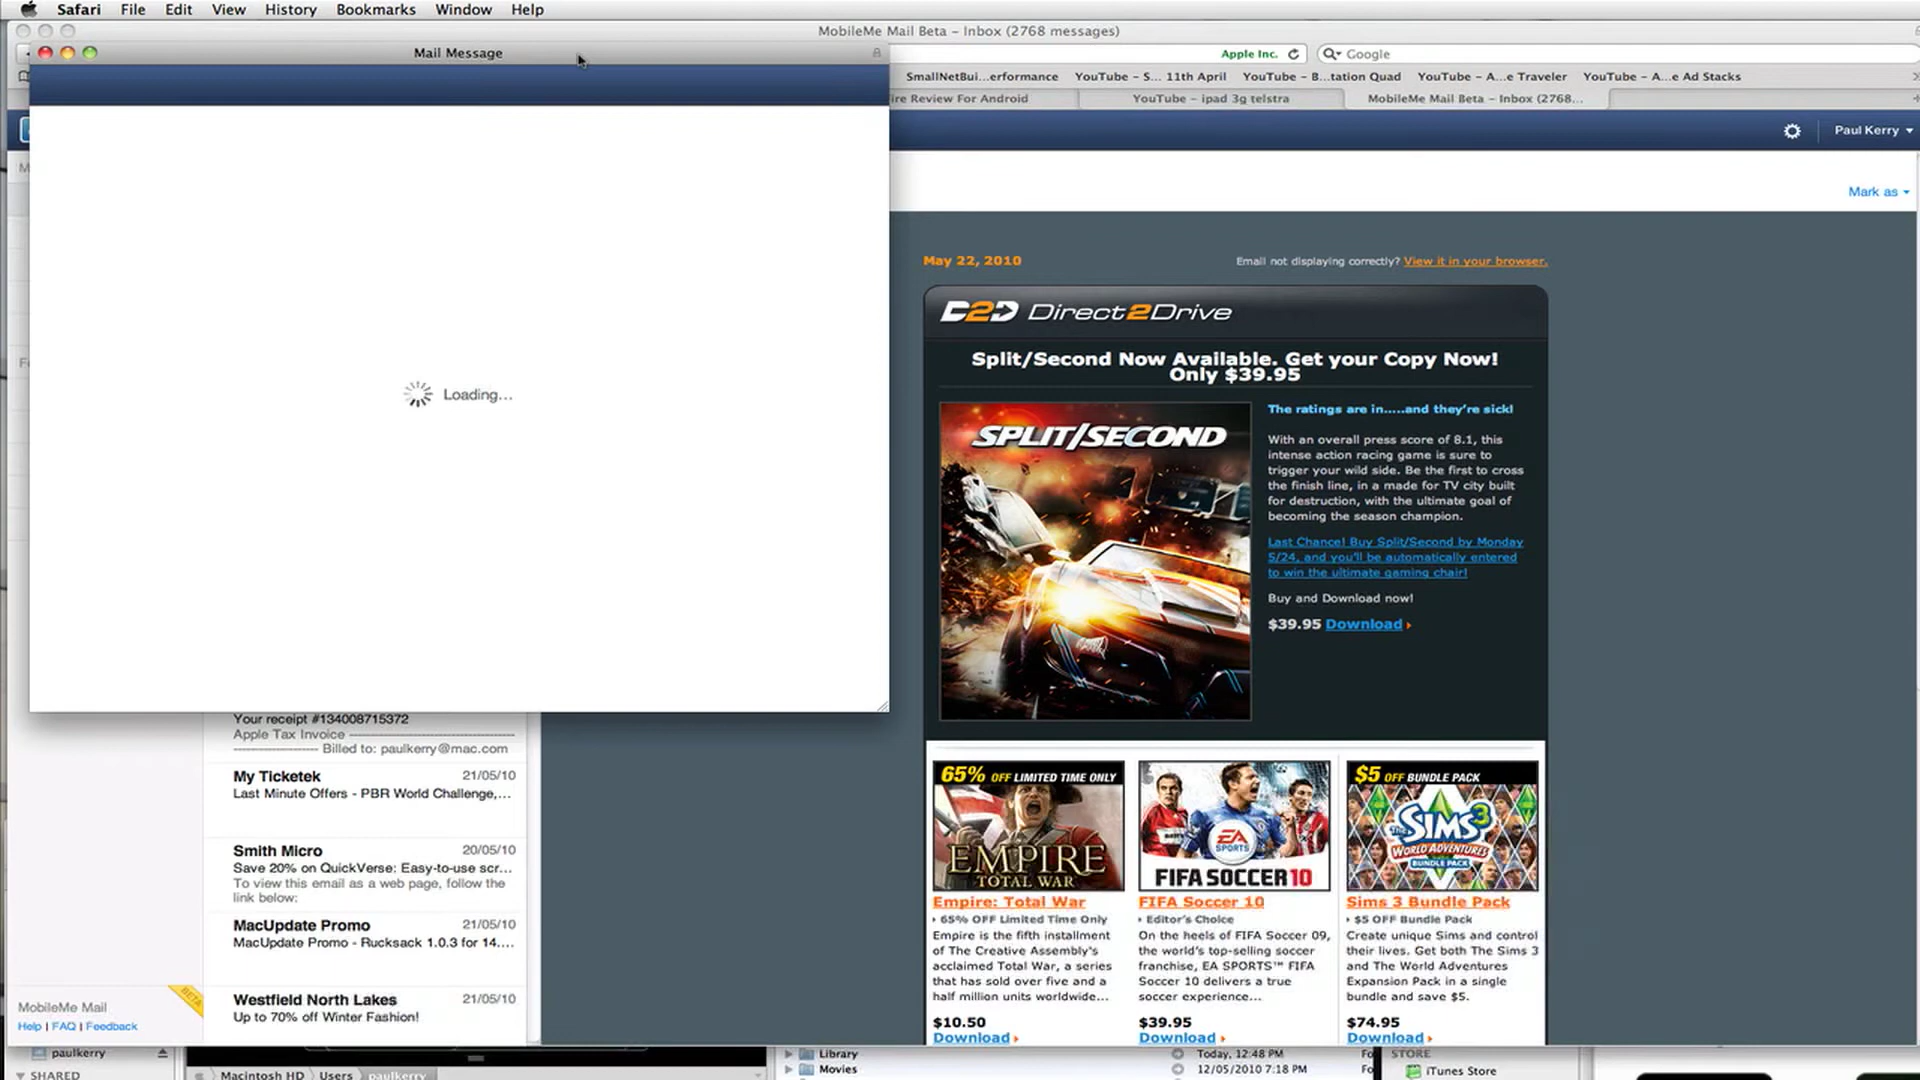 Safari File Edit View History Bookmarks Window Help
MobileMe Mail Beta – Inbox (2768 messages)
Mail Message
Apple Inc.
Google
SmallNetBui...erformance YouTube – S... 11th April YouTube – B...tation Quad YouTube – A...e Traveler YouTube – A...e Ad Stacks
ire Review For Android
YouTube – ipad 3g telstra
MobileMe Mail Beta – Inbox (2768...
Paul Kerry
Mark as
Loading...
May 22, 2010
Email not displaying correctly? View it in your browser.
D2D Direct2Drive
Split/Second Now Available. Get your Copy Now!
Only $39.95
SPLIT/SECOND
The ratings are in.....and they're sick!
With an overall press score of 8.1, this
intense action racing game is sure to
trigger your wild side. Be the first to cross
the finish line, in a made for TV city built
for destruction, with the ultimate goal of
becoming the season champion.
Last Chance! Buy Split/Second by Monday
5/24, and you'll be automatically entered
to win the ultimate gaming chair!
Buy and Download now!
$39.95 Download
Your receipt #134008715372
Apple Tax Invoice ----------------------------
-------------- Billed to: paulkerry@mac.com
My Ticketek 21/05/10
Last Minute Offers - PBR World Challenge,...
Smith Micro 20/05/10
Save 20% on QuickVerse: Easy-to-use scr...
To view this email as a web page, follow the
link below:
MacUpdate Promo 21/05/10
MacUpdate Promo - Rucksack 1.0.3 for 14....
Westfield North Lakes 21/05/10
Up to 70% off Winter Fashion!
BETA
MobileMe Mail
Help | FAQ | Feedback
65% OFF LIMITED TIME ONLY
EMPIRE
TOTAL WAR
Empire: Total War
65% OFF Limited Time Only
Empire is the fifth installment
of The Creative Assembly's
acclaimed Total War, a series
that has sold over five and a
half million units worldwide...
$10.50
Download
EA
SPORTS
FIFA SOCCER 10
FIFA Soccer 10
Editor's Choice
On the heels of FIFA Soccer 09,
the world's top-selling soccer
franchise, EA SPORTS™ FIFA
Soccer 10 delivers a true
soccer experience...
$39.95
Download
$5 OFF BUNDLE PACK
THE SIMS 3
WORLD ADVENTURES
BUNDLE PACK
Sims 3 Bundle Pack
$5 OFF Bundle Pack
Create unique Sims and control
their lives. Get both The Sims 3
and The World Adventures
Expansion Pack in a single
bundle and save $5.
$74.95
Download
paulkerry
SHARED
Macintosh HD Users paulkerry
Library Today, 12:48 PM Fo
Movies 12/05/2010 7:18 PM Fo
STORE
iTunes Store